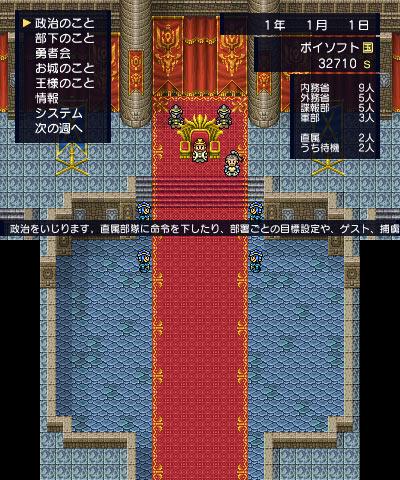 政治のこと
部下のこと
勇者会
お城のこと
王様のこと
情報
システム
次の週へ
1年 1月 1日
ポイソフト国
32710 S
内務省 9人
外務省 5人
諜報部 5人
軍部 3人
直属 2人
うち待機 2人
政治をいじります。直属部隊に命令を下したり、部署ごとの目標設定や、ゲスト、捕虜